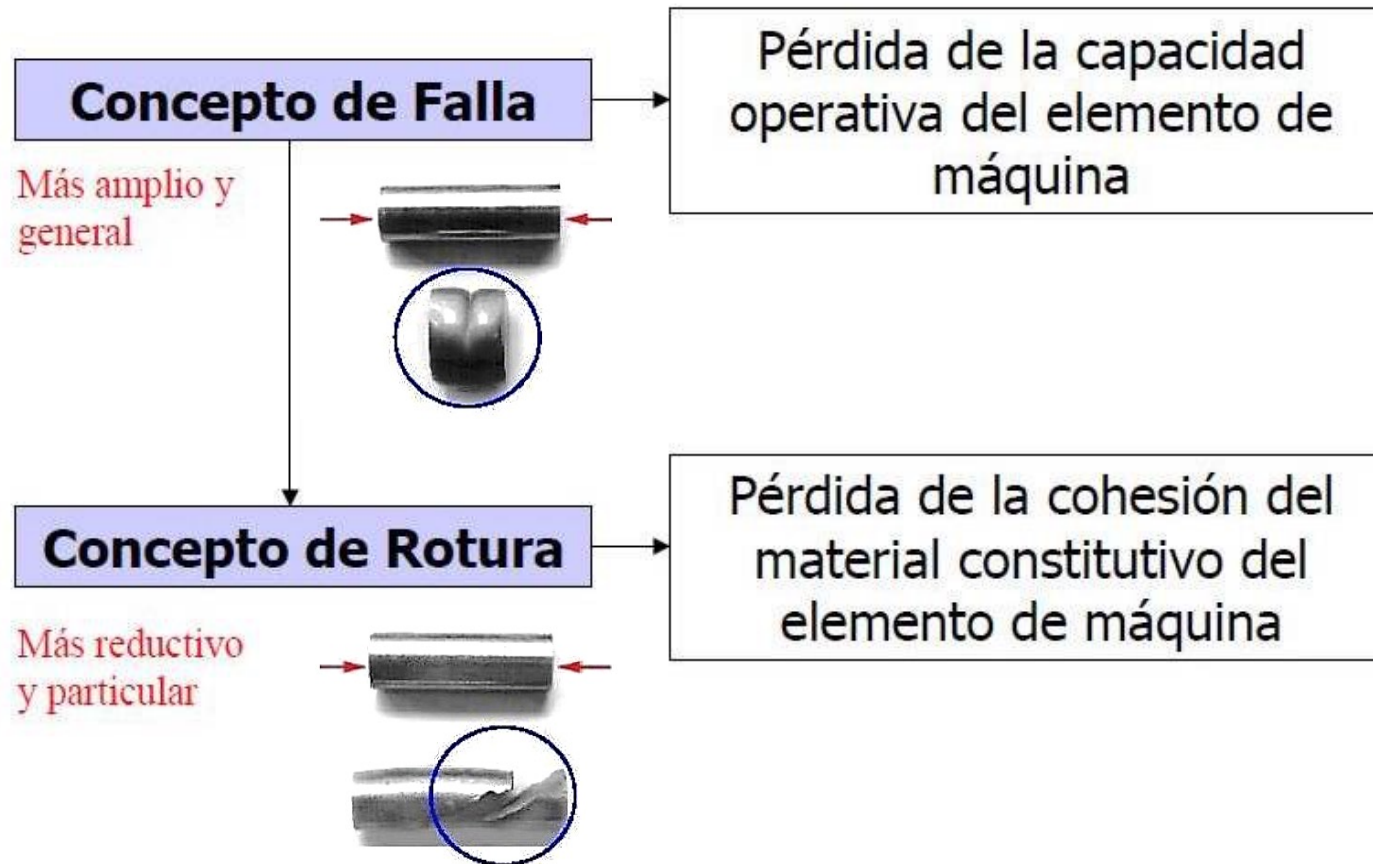 Concepto de Falla
Pérdida de la capacidad
operativa del elemento de
máquina
Más amplio y
general
Concepto de Rotura
Pérdida de la cohesión del
material constitutivo del
elemento de máquina
Más reductivo
y particular